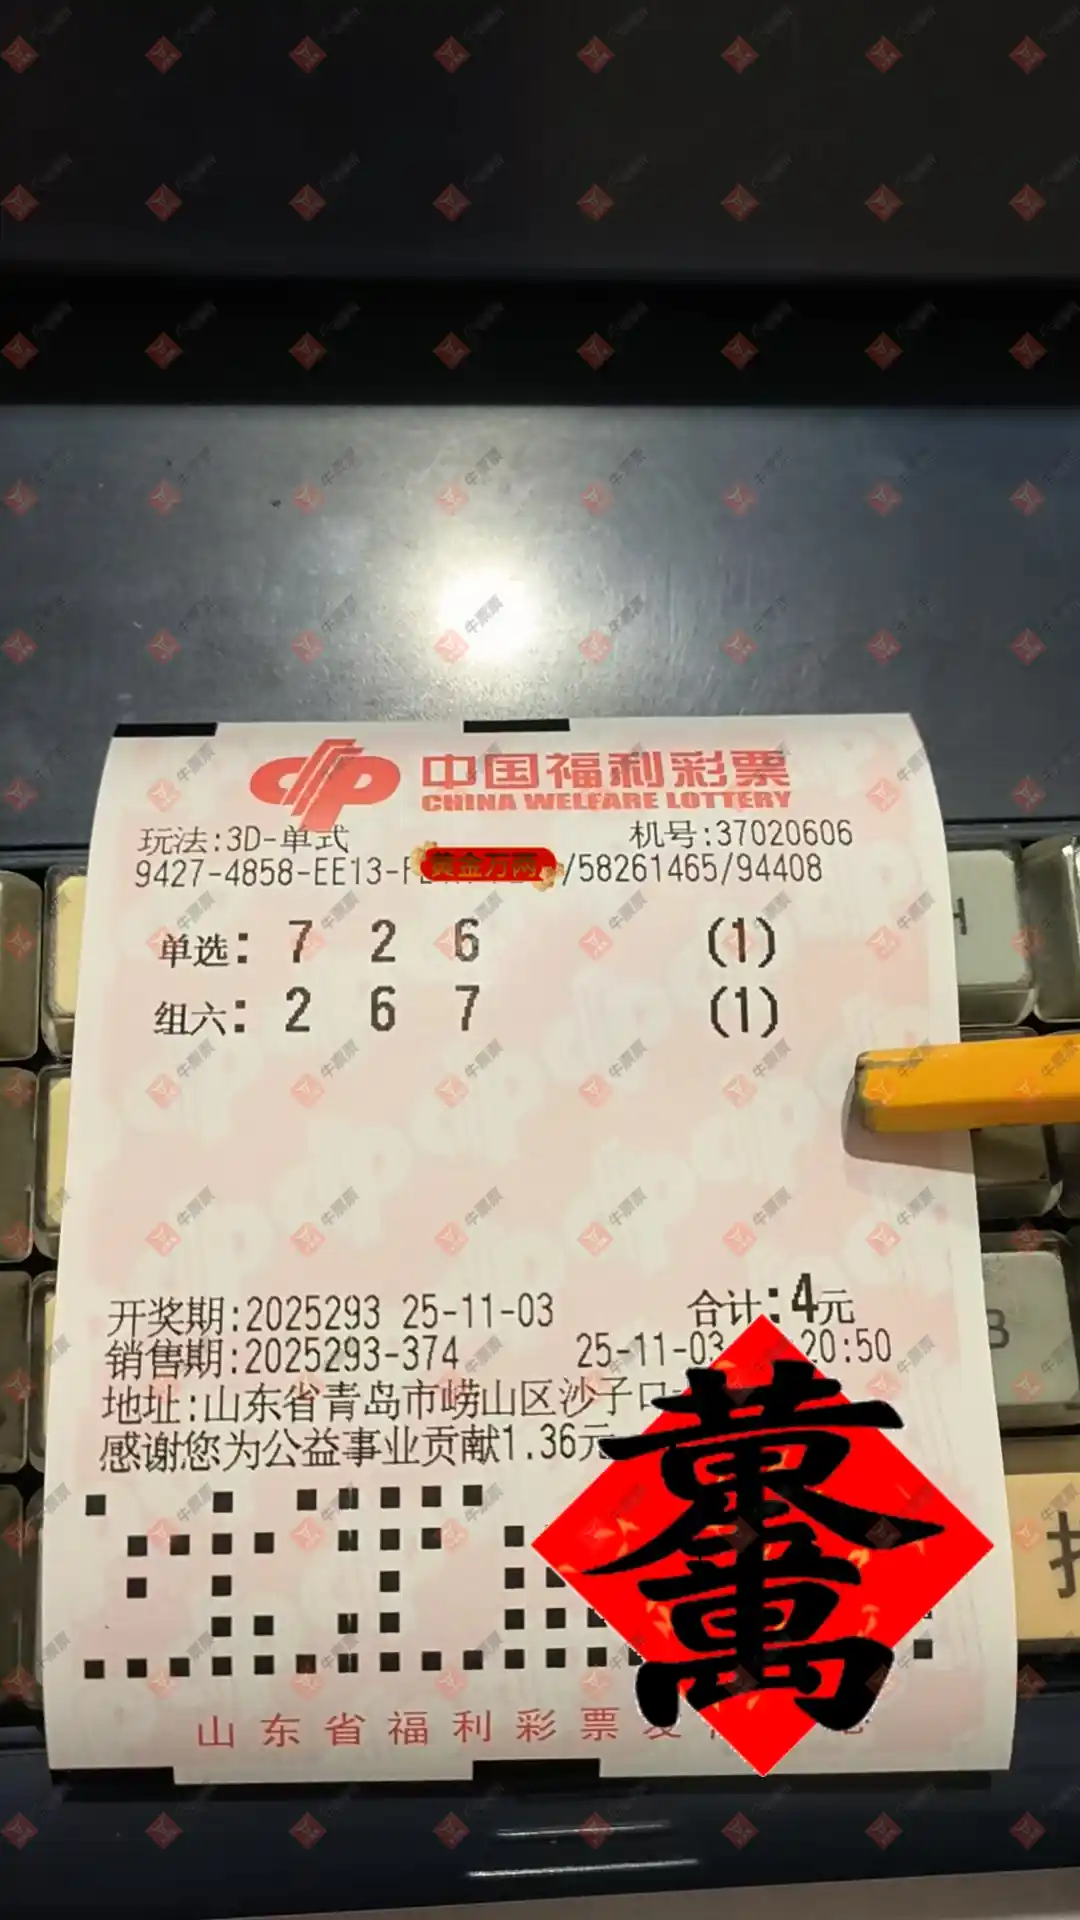 中国福利彩票
CHINA WELFARE LOTTERY
玩法:3D-单式 机号:37020606
9427-4858-EE13- /58261465/94408
黄金万两
单选: 7 2 6 (1)
组六: 2 6 7 (1)
开奖期:2025293 25-11-03 合计:4元
销售期:2025293-374 25-11-03 20:50
地址:山东省青岛市崂山区沙子口
感谢您为公益事业贡献1.36元
山东省福利彩票发
牛票票
H
B